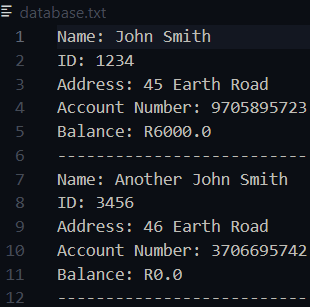 database.txt
1 Name: John Smith
2 ID: 1234
3 Address: 45 Earth Road
4 Account Number: 9705895723
5 Balance: R6000.0
6 --------------------------
7 Name: Another John Smith
8 ID: 3456
9 Address: 46 Earth Road
10 Account Number: 3706695742
11 Balance: R0.0
12 --------------------------